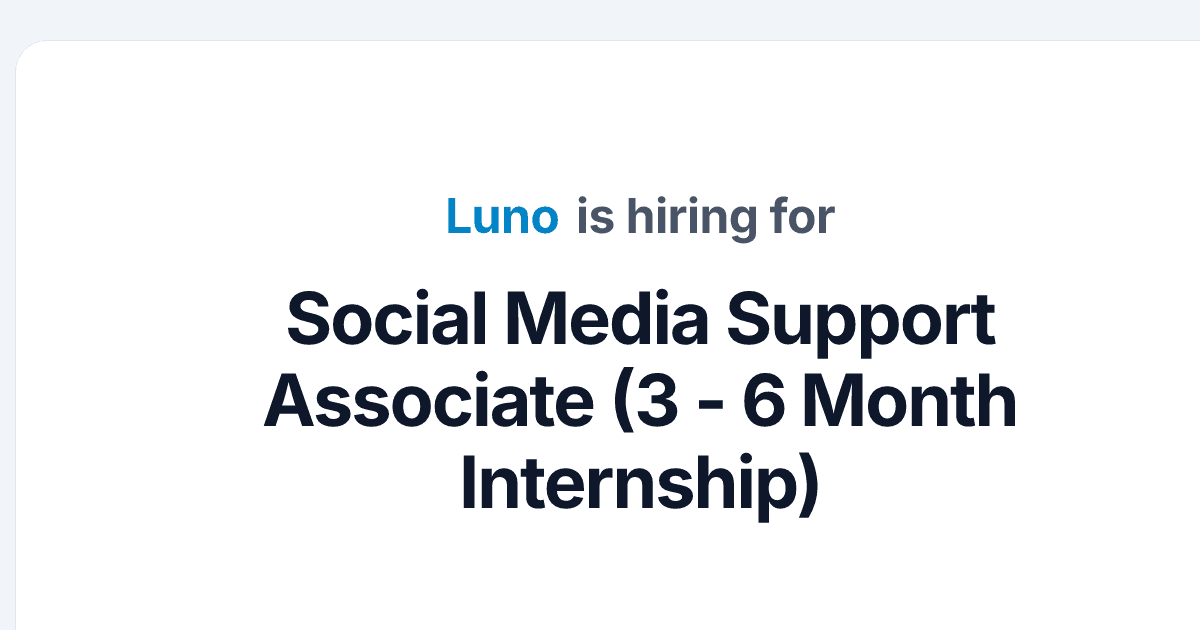 Luno is hiring for
Social Media Support
Associate (3 - 6 Month
Internship)